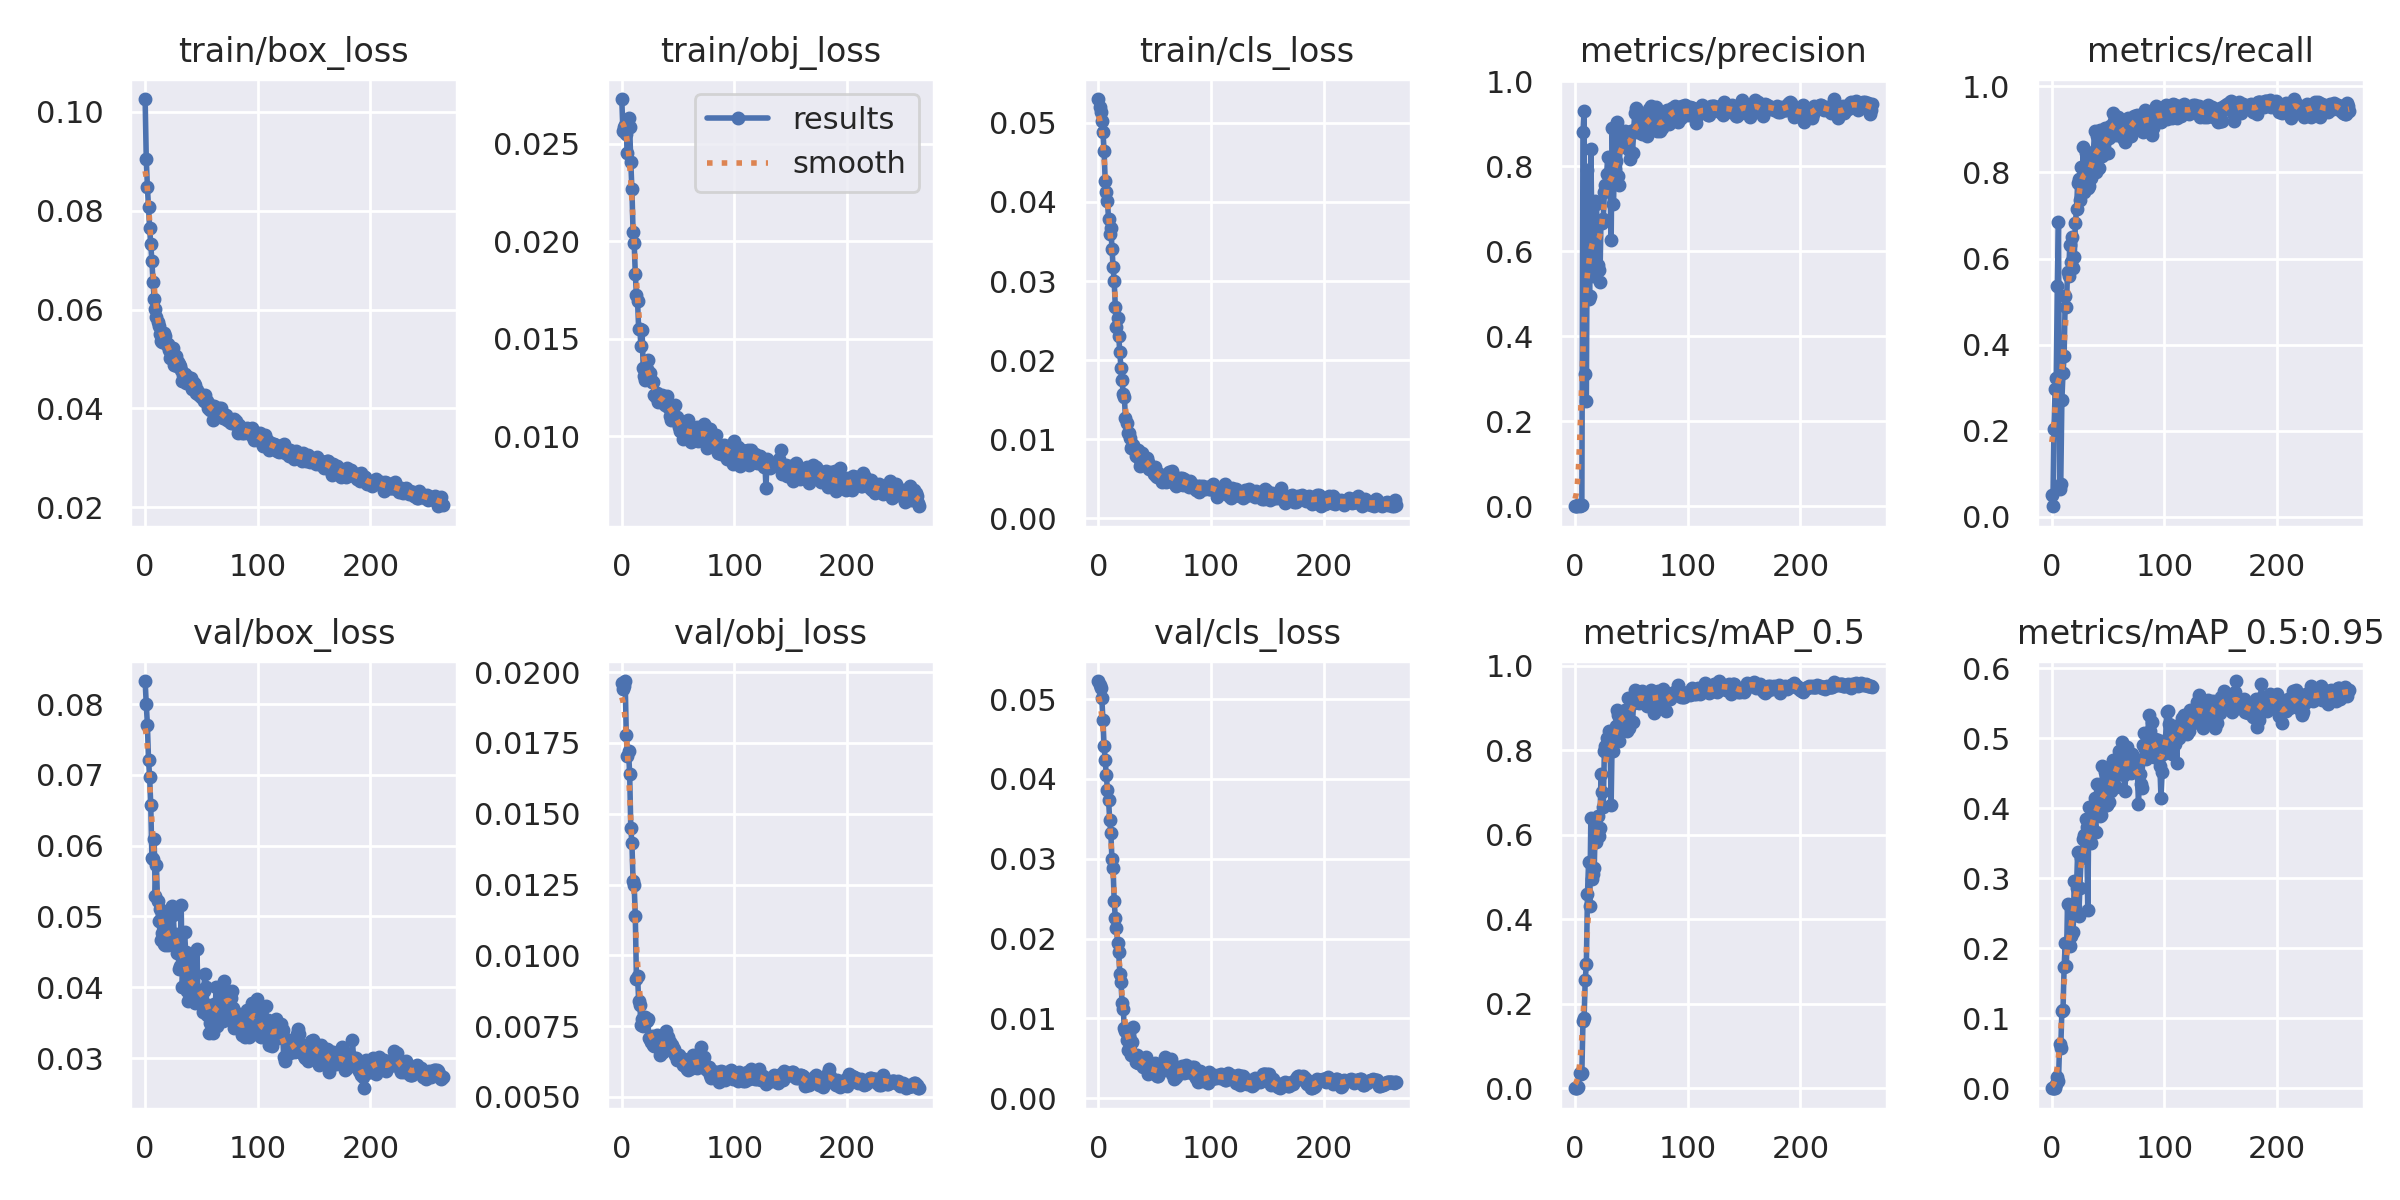 train/box_loss
0.10
0.08
0.06
0.04
0.02
0 100 200
train/obj_loss
results
smooth
0.025
0.020
0.015
0.010
0 100 200
train/cls_loss
0.05
0.04
0.03
0.02
0.01
0.00
0 100 200
metrics/precision
1.0
0.8
0.6
0.4
0.2
0.0
0 100 200
metrics/recall
1.0
0.8
0.6
0.4
0.2
0.0
0 100 200
val/box_loss
0.08
0.07
0.06
0.05
0.04
0.03
0 100 200
val/obj_loss
0.0200
0.0175
0.0150
0.0125
0.0100
0.0075
0.0050
0 100 200
val/cls_loss
0.05
0.04
0.03
0.02
0.01
0.00
0 100 200
metrics/mAP_0.5
1.0
0.8
0.6
0.4
0.2
0.0
0 100 200
metrics/mAP_0.5:0.95
0.6
0.5
0.4
0.3
0.2
0.1
0.0
0 100 200